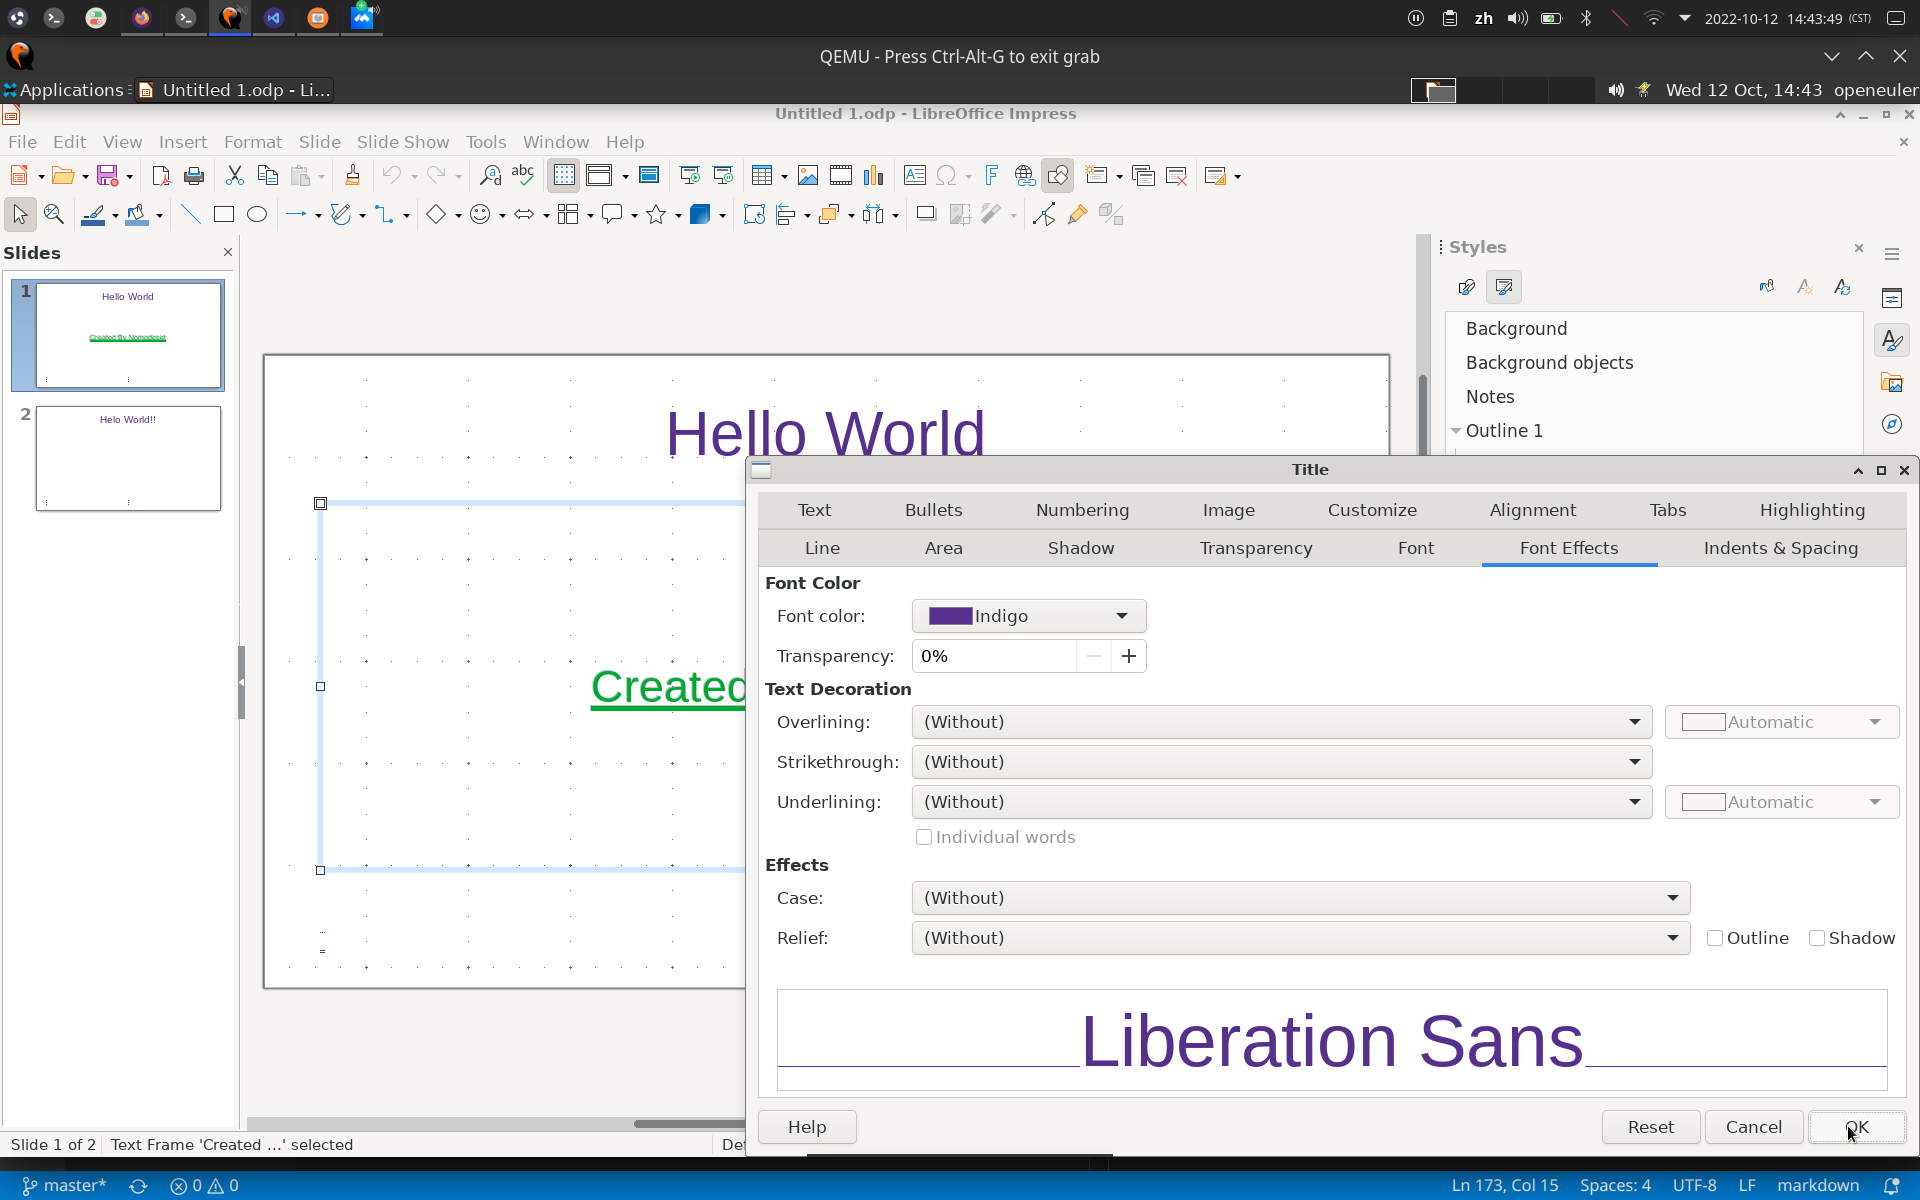 zh
2022-10-12 14:43:49 (CST)
QEMU - Press Ctrl-Alt-G to exit grab
Applications
Untitled 1.odp - Li...
Wed 12 Oct, 14:43 openeuler
Untitled 1.odp - LibreOffice Impress
File Edit View Insert Format Slide Slide Show Tools Window Help
Slides
1
Hello World
Created By Nomodeset
2
Helo World!!
Hello World
Created
Styles
Background
Background objects
Notes
Outline 1
Title
Text Bullets Numbering Image Customize Alignment Tabs Highlighting
Line Area Shadow Transparency Font Font Effects Indents & Spacing
Font Color
Font color: Indigo
Transparency: 0%
Text Decoration
Overlining: (Without) Automatic
Strikethrough: (Without)
Underlining: (Without) Automatic
Individual words
Effects
Case: (Without)
Relief: (Without) Outline Shadow
Liberation Sans
Help Reset Cancel OK
Slide 1 of 2 Text Frame 'Created ...' selected Def
master* 0 0 Ln 173, Col 15 Spaces: 4 UTF-8 LF markdown